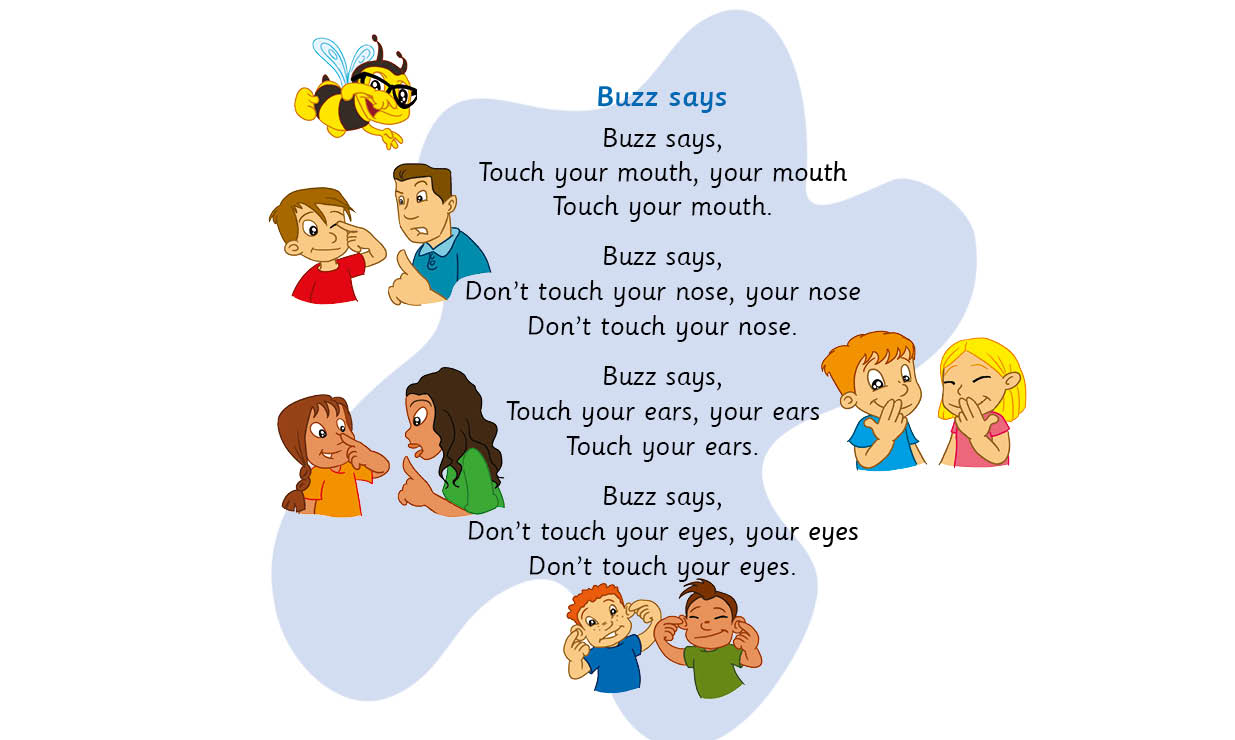 Buzz says
Buzz says,
Touch your mouth, your mouth
Touch your mouth.
Buzz says,
Don't touch your nose, your nose
Don't touch your nose.
Buzz says,
Touch your ears, your ears
Touch your ears.
Buzz says,
Don't touch your eyes, your eyes
Don't touch your eyes.